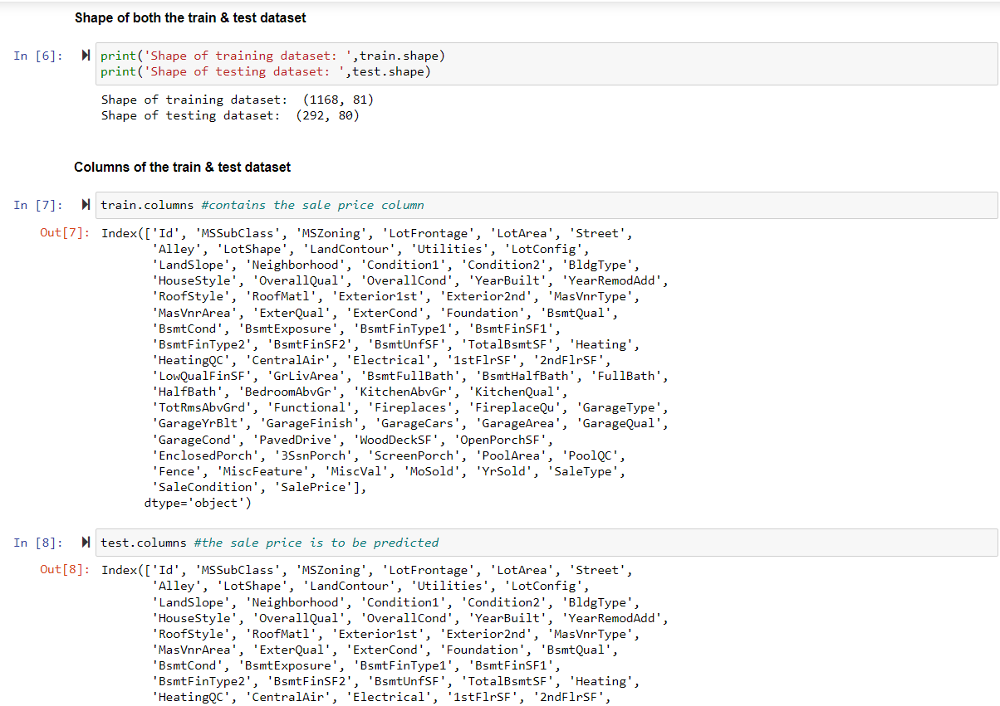 Shape of both the train & test dataset
In [6]: print('Shape of training dataset: ',train.shape)
print('Shape of testing dataset: ',test.shape)
Shape of training dataset:  (1168, 81)
Shape of testing dataset:  (292, 80)
Columns of the train & test dataset
In [7]: train.columns #contains the sale price column
Out[7]: Index(['Id', 'MSSubClass', 'MSZoning', 'LotFrontage', 'LotArea', 'Street',
'Alley', 'LotShape', 'LandContour', 'Utilities', 'LotConfig',
'LandSlope', 'Neighborhood', 'Condition1', 'Condition2', 'BldgType',
'HouseStyle', 'OverallQual', 'OverallCond', 'YearBuilt', 'YearRemodAdd',
'RoofStyle', 'RoofMatl', 'Exterior1st', 'Exterior2nd', 'MasVnrType',
'MasVnrArea', 'ExterQual', 'ExterCond', 'Foundation', 'BsmtQual',
'BsmtCond', 'BsmtExposure', 'BsmtFinType1', 'BsmtFinSF1',
'BsmtFinType2', 'BsmtFinSF2', 'BsmtUnfSF', 'TotalBsmtSF', 'Heating',
'HeatingQC', 'CentralAir', 'Electrical', '1stFlrSF', '2ndFlrSF',
'LowQualFinSF', 'GrLivArea', 'BsmtFullBath', 'BsmtHalfBath', 'FullBath',
'HalfBath', 'BedroomAbvGr', 'KitchenAbvGr', 'KitchenQual',
'TotRmsAbvGrd', 'Functional', 'Fireplaces', 'FireplaceQu', 'GarageType',
'GarageYrBlt', 'GarageFinish', 'GarageCars', 'GarageArea', 'GarageQual',
'GarageCond', 'PavedDrive', 'WoodDeckSF', 'OpenPorchSF',
'EnclosedPorch', '3SsnPorch', 'ScreenPorch', 'PoolArea', 'PoolQC',
'Fence', 'MiscFeature', 'MiscVal', 'MoSold', 'YrSold', 'SaleType',
'SaleCondition', 'SalePrice'],
dtype='object')
In [8]: test.columns #the sale price is to be predicted
Out[8]: Index(['Id', 'MSSubClass', 'MSZoning', 'LotFrontage', 'LotArea', 'Street',
'Alley', 'LotShape', 'LandContour', 'Utilities', 'LotConfig',
'LandSlope', 'Neighborhood', 'Condition1', 'Condition2', 'BldgType',
'HouseStyle', 'OverallQual', 'OverallCond', 'YearBuilt', 'YearRemodAdd',
'RoofStyle', 'RoofMatl', 'Exterior1st', 'Exterior2nd', 'MasVnrType',
'MasVnrArea', 'ExterQual', 'ExterCond', 'Foundation', 'BsmtQual',
'BsmtCond', 'BsmtExposure', 'BsmtFinType1', 'BsmtFinSF1',
'BsmtFinType2', 'BsmtFinSF2', 'BsmtUnfSF', 'TotalBsmtSF', 'Heating',
'HeatingQC', 'CentralAir', 'Electrical', '1stFlrSF', '2ndFlrSF',